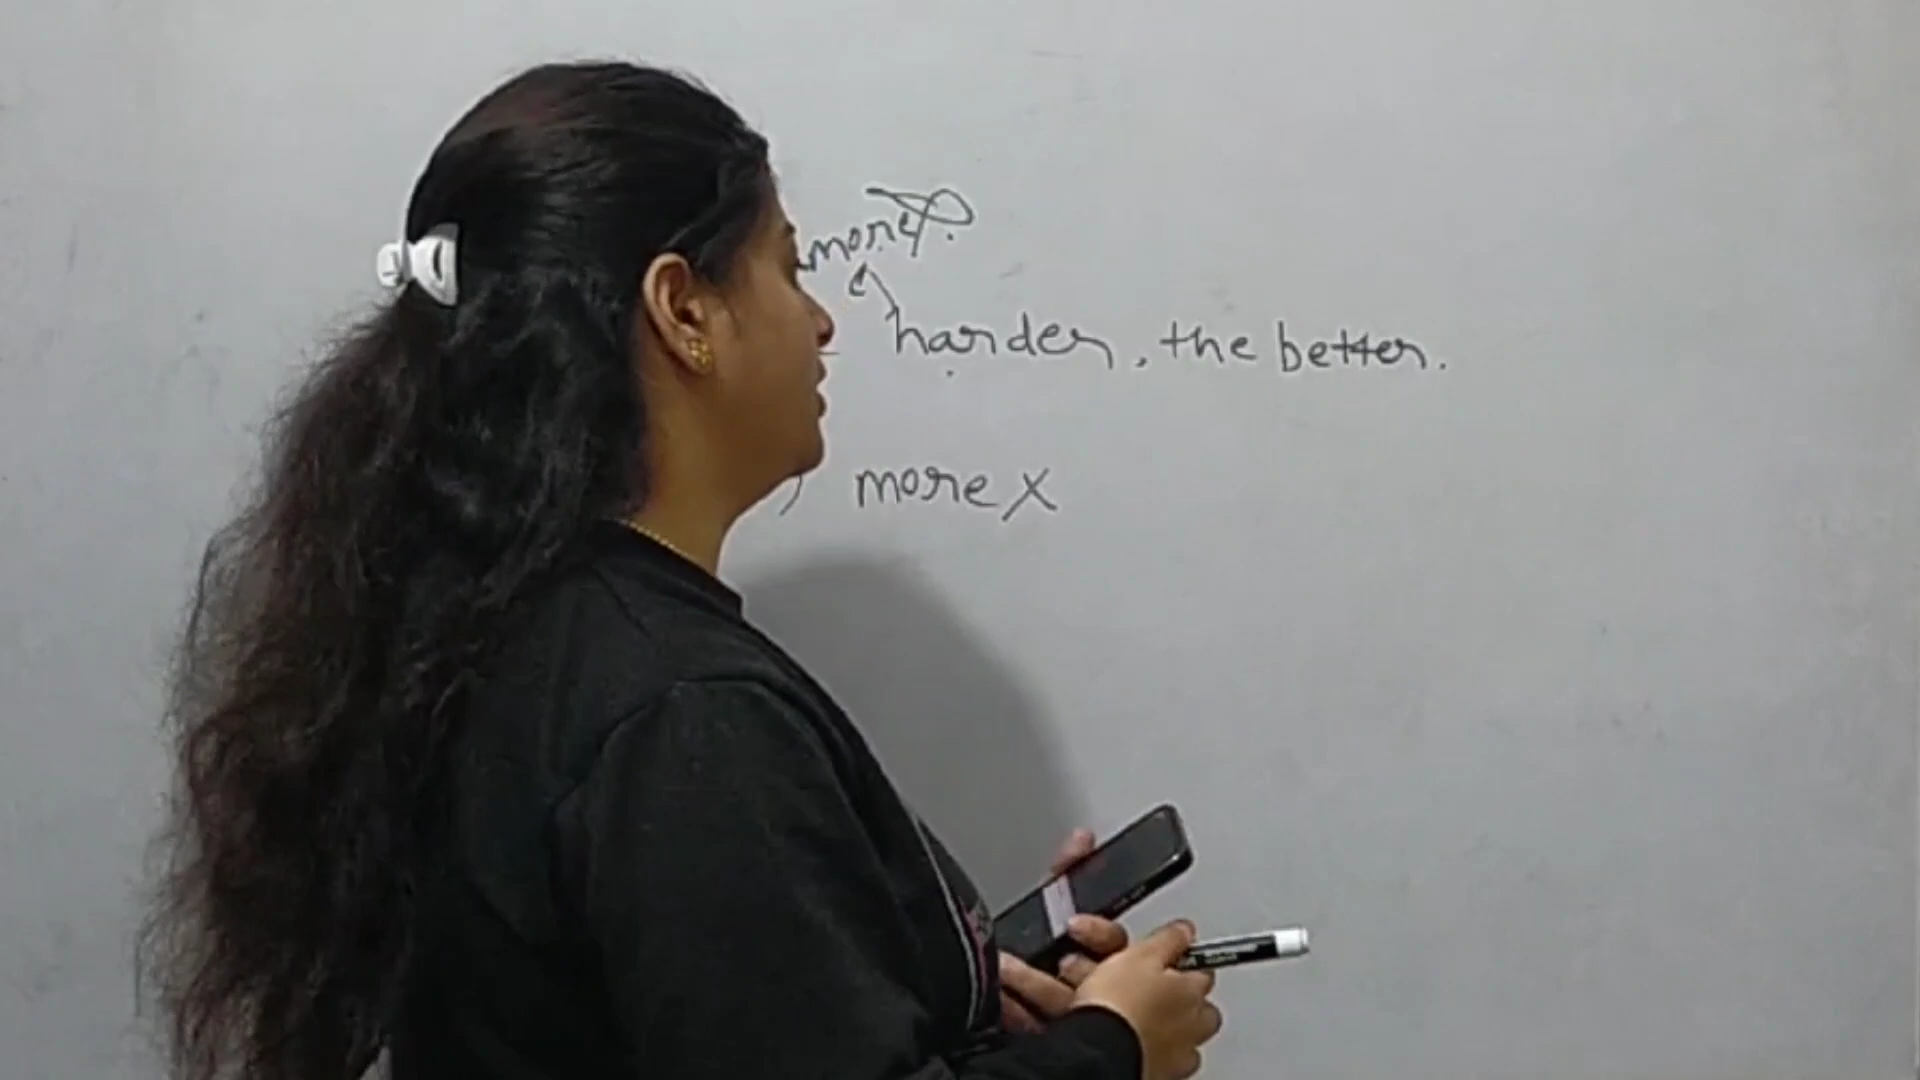 more
harder, the better.
more X